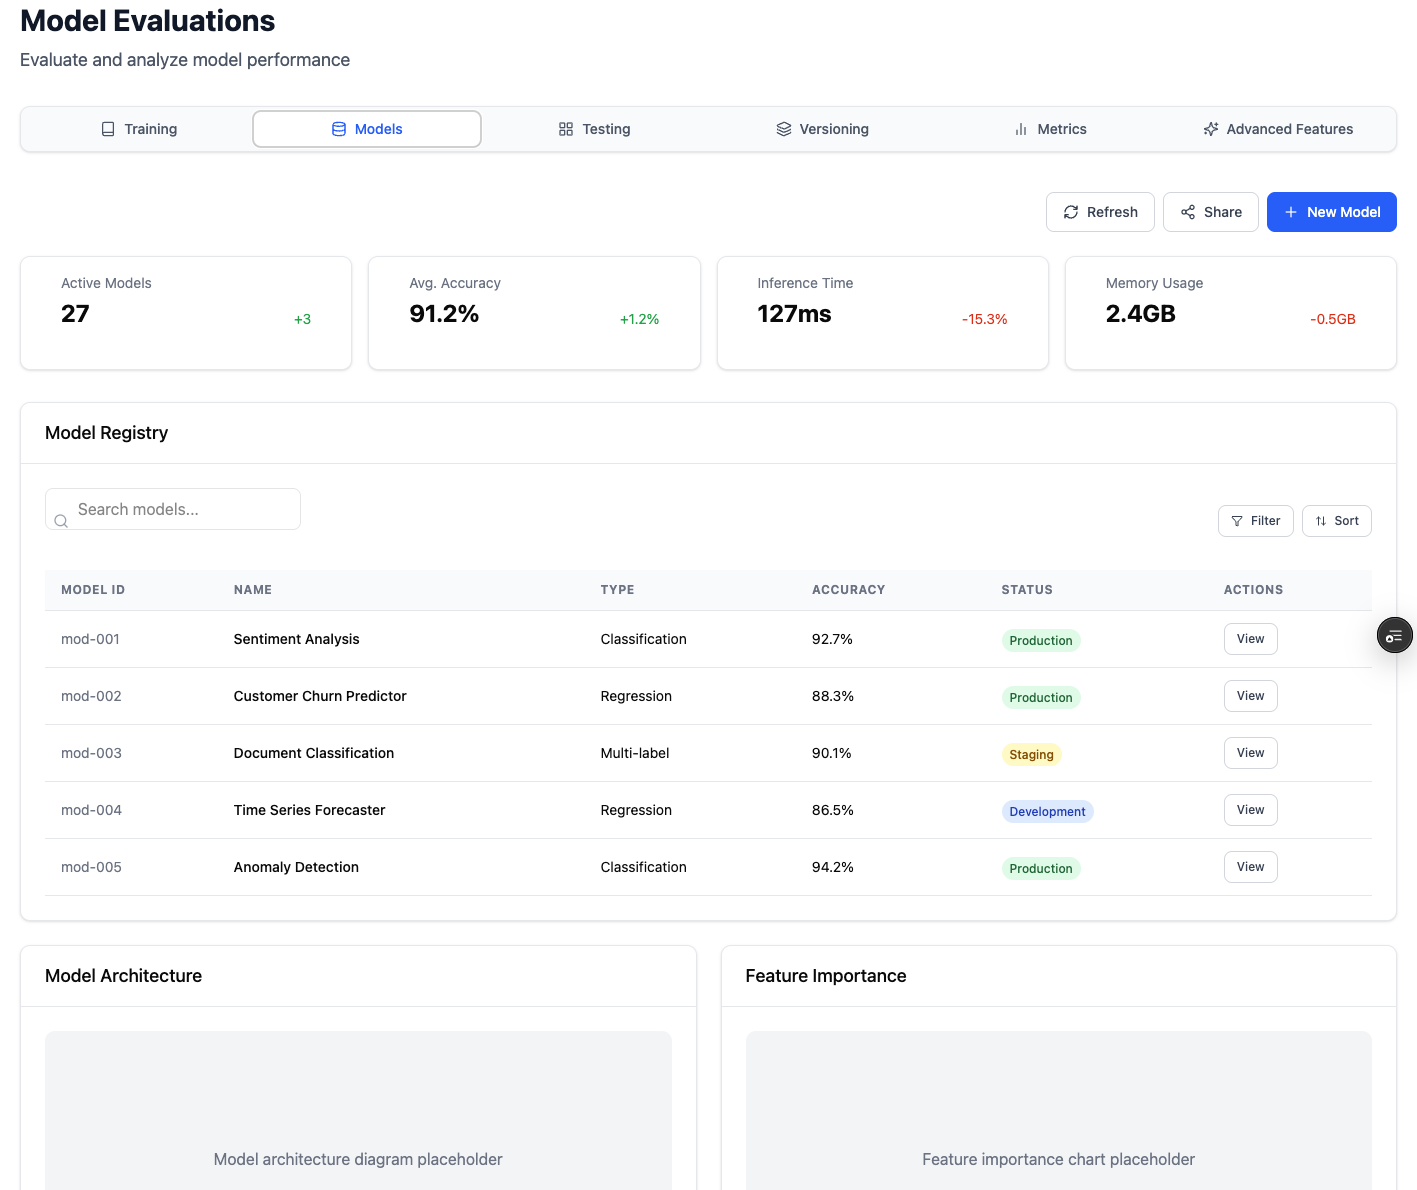 Model Evaluations
Evaluate and analyze model performance
Training Models Testing Versioning Metrics Advanced Features
Refresh Share New Model
Active Models
27 +3
Avg. Accuracy
91.2% +1.2%
Inference Time
127ms -15.3%
Memory Usage
2.4GB -0.5GB
Model Registry
Search models...
Filter Sort
MODEL ID NAME TYPE ACCURACY STATUS ACTIONS
mod-001 Sentiment Analysis Classification 92.7% Production View
mod-002 Customer Churn Predictor Regression 88.3% Production View
mod-003 Document Classification Multi-label 90.1% Staging View
mod-004 Time Series Forecaster Regression 86.5% Development View
mod-005 Anomaly Detection Classification 94.2% Production View
Model Architecture
Model architecture diagram placeholder
Feature Importance
Feature importance chart placeholder